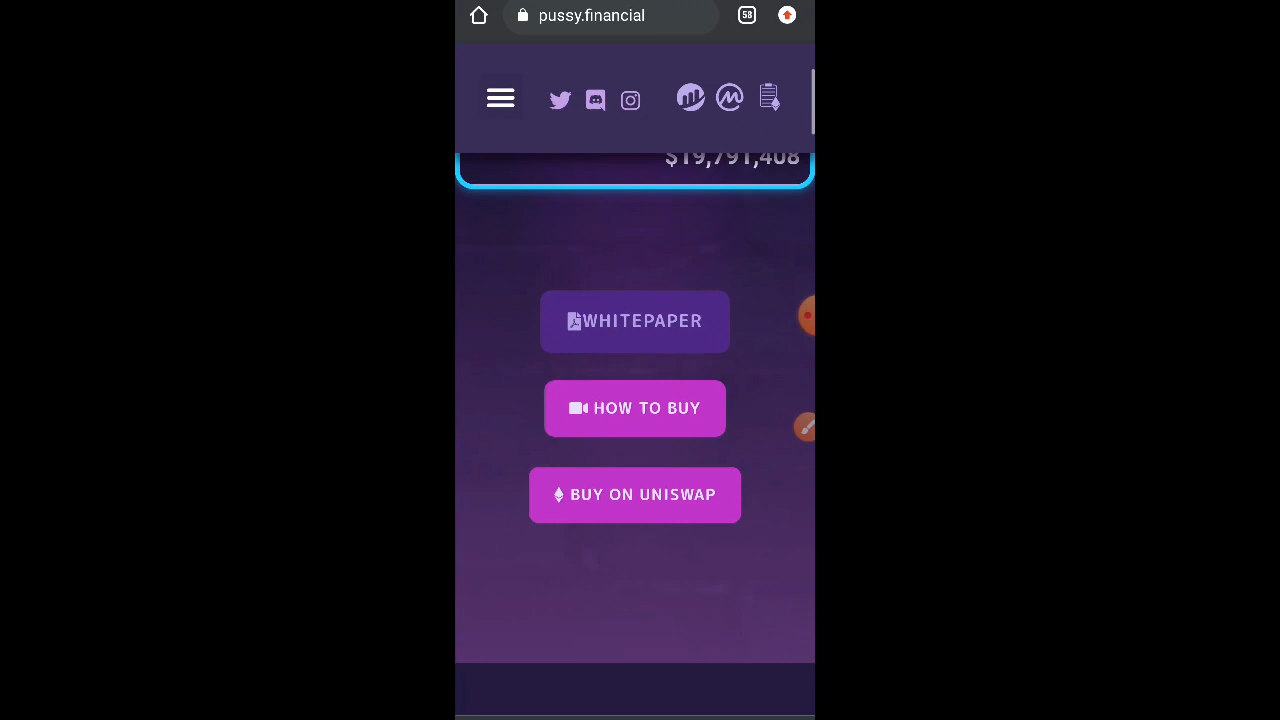 pussy.financial
58
$19,791,408
WHITEPAPER
HOW TO BUY
BUY ON UNISWAP